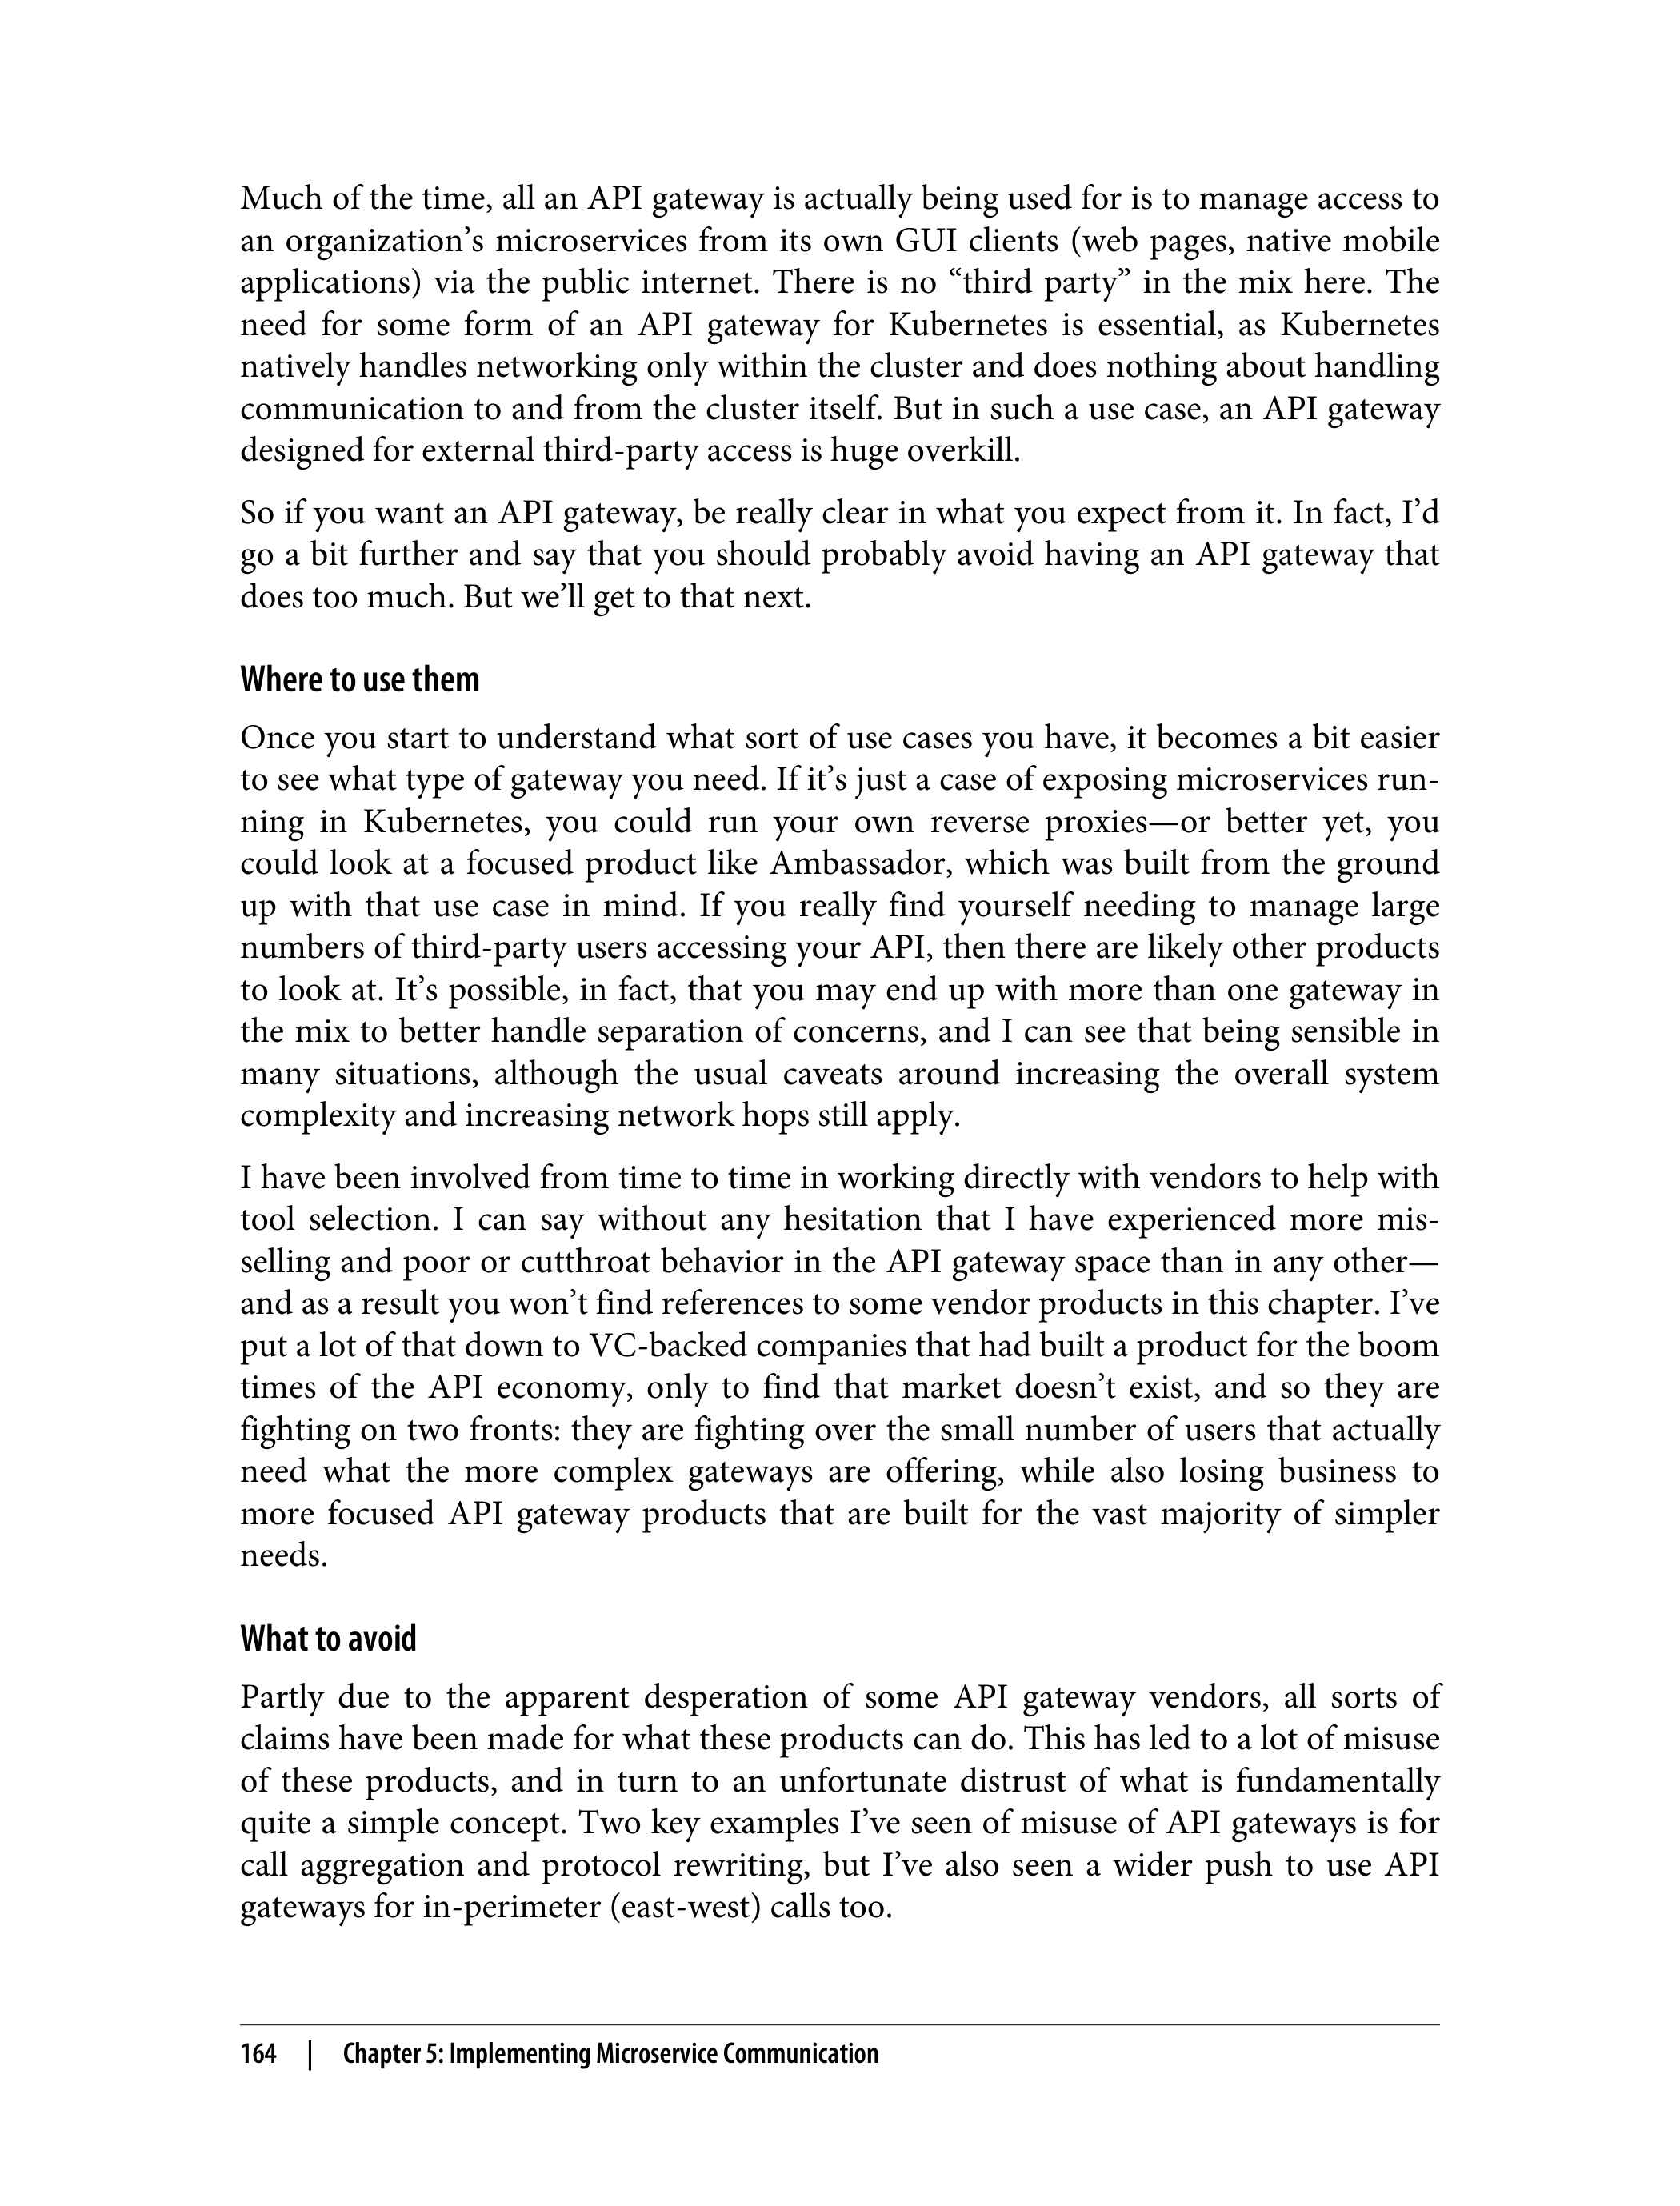 Much of the time, all an API gateway is actually being used for is to manage access to
an organization’s microservices from its own GUI clients (web pages, native mobile
applications) via the public internet. There is no “third party” in the mix here. The
need for some form of an API gateway for Kubernetes is essential, as Kubernetes
natively handles networking only within the cluster and does nothing about handling
communication to and from the cluster itself. But in such a use case, an API gateway
designed for external third-party access is huge overkill.
So if you want an API gateway, be really clear in what you expect from it. In fact, I’d
go a bit further and say that you should probably avoid having an API gateway that
does too much. But we’ll get to that next.
Where to use them
Once you start to understand what sort of use cases you have, it becomes a bit easier
to see what type of gateway you need. If it’s just a case of exposing microservices run-
ning in Kubernetes, you could run your own reverse proxies—or better yet, you
could look at a focused product like Ambassador, which was built from the ground
up with that use case in mind. If you really find yourself needing to manage large
numbers of third-party users accessing your API, then there are likely other products
to look at. It’s possible, in fact, that you may end up with more than one gateway in
the mix to better handle separation of concerns, and I can see that being sensible in
many situations, although the usual caveats around increasing the overall system
complexity and increasing network hops still apply.
I have been involved from time to time in working directly with vendors to help with
tool selection. I can say without any hesitation that I have experienced more mis-
selling and poor or cutthroat behavior in the API gateway space than in any other—
and as a result you won’t find references to some vendor products in this chapter. I’ve
put a lot of that down to VC-backed companies that had built a product for the boom
times of the API economy, only to find that market doesn’t exist, and so they are
fighting on two fronts: they are fighting over the small number of users that actually
need what the more complex gateways are offering, while also losing business to
more focused API gateway products that are built for the vast majority of simpler
needs.
What to avoid
Partly due to the apparent desperation of some API gateway vendors, all sorts of
claims have been made for what these products can do. This has led to a lot of misuse
of these products, and in turn to an unfortunate distrust of what is fundamentally
quite a simple concept. Two key examples I’ve seen of misuse of API gateways is for
call aggregation and protocol rewriting, but I’ve also seen a wider push to use API
gateways for in-perimeter (east-west) calls too.
164 | Chapter 5: Implementing Microservice Communication